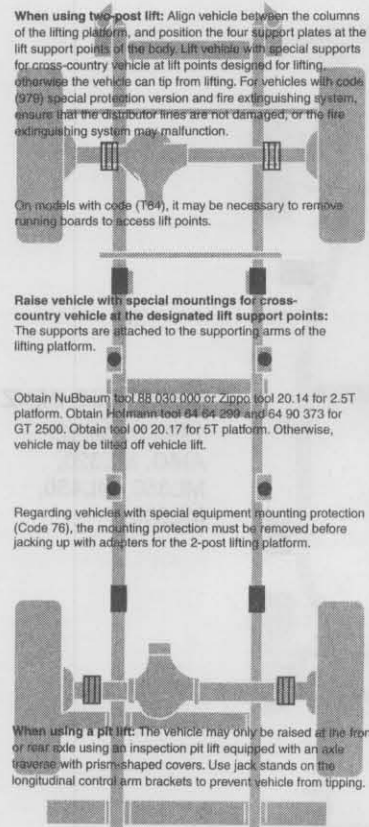 When using two-post lift: Align vehicle between the columns
of the lifting platform, and position the four support plates at the
lift support points of the body. Lift vehicle with special supports
for cross-country vehicle at lift points designed for lifting,
otherwise the vehicle can tip from lifting. For vehicles with code
(979) special protection version and fire extinguishing system,
ensure that the distributor lines are not damaged, or the fire
extinguishing system may malfunction.
On models with code (T84), it may be necessary to remove
running boards to access lift points.
Raise vehicle with special mountings for cross-
country vehicle at the designated lift support points:
The supports are attached to the supporting arms of the
lifting platform.
Obtain NuBbaum tool 88 030 000 or Zippo tool 20.14 for 2.5T
platform. Obtain Hofmann tool 64 64 299 and 64 90 373 for
GT 2500. Obtain tool 00 20.17 for 5T platform. Otherwise,
vehicle may be tilted off vehicle lift.
Regarding vehicles with special equipment mounting protection
(Code 76), the mounting protection must be removed before
jacking up with adapters for the 2-post lifting platform.
When using a pit lift: The vehicle may only be raised at the front
or rear axle using an inspection pit lift equipped with an axle
traverse with prism-shaped covers. Use jack stands on the
longitudinal control arm brackets to prevent vehicle from tipping.